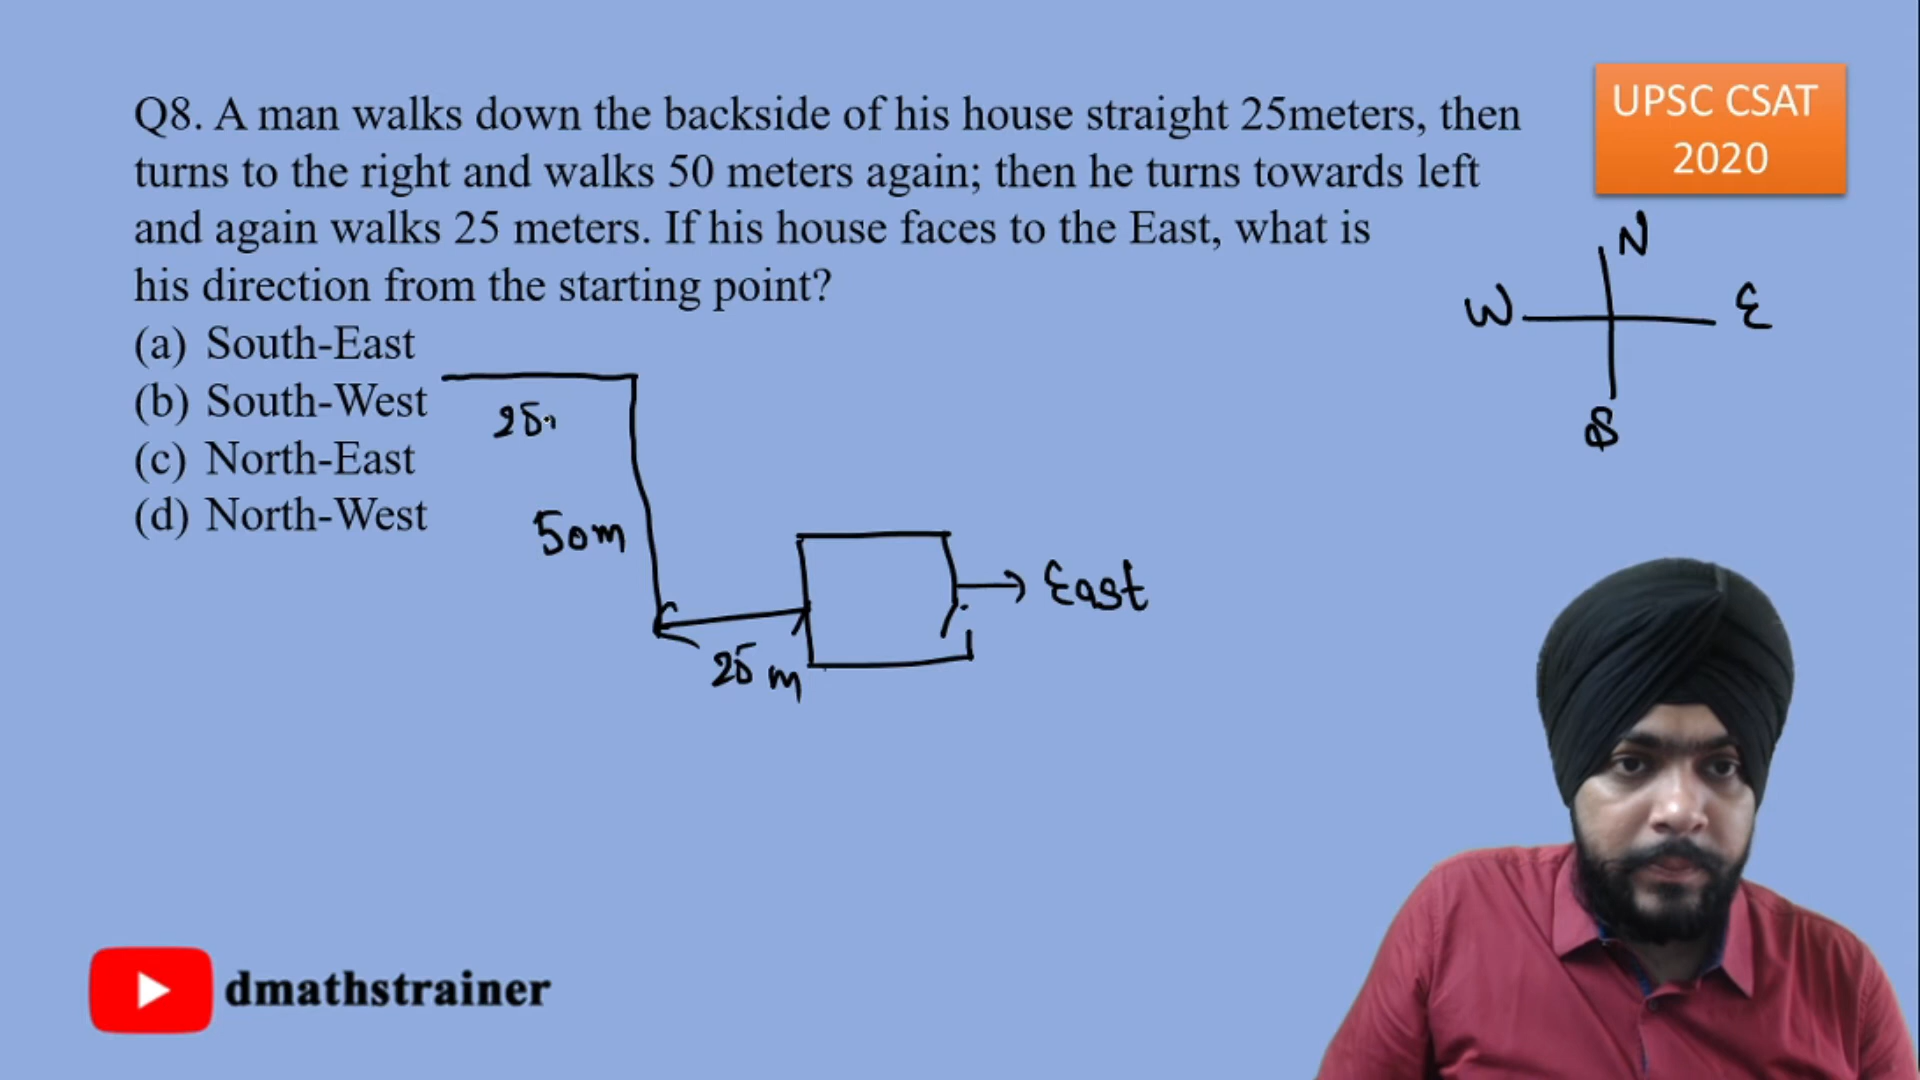 Q8. A man walks down the backside of his house straight 25meters, then
turns to the right and walks 50 meters again; then he turns towards left
and again walks 25 meters. If his house faces to the East, what is
his direction from the starting point?
(a) South-East
(b) South-West
(c) North-East
(d) North-West
UPSC CSAT
2020
N
W
E
S
25
50m
East
25 m
dmathstrainer